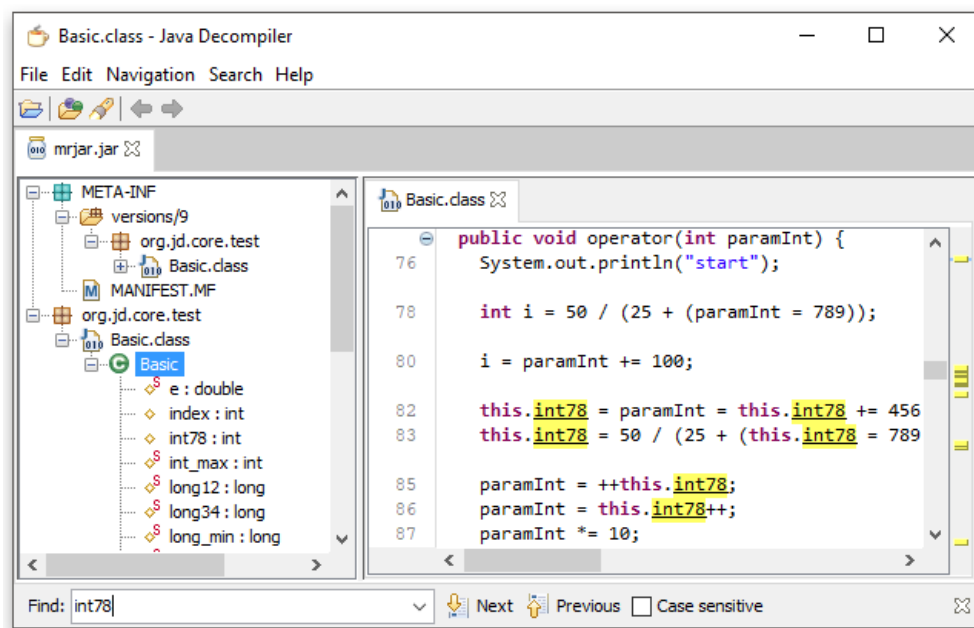 Basic.class - Java Decompiler
File Edit Navigation Search Help
mrjar.jar
META-INF
versions/9
org.jd.core.test
Basic.class
MANIFEST.MF
org.jd.core.test
Basic.class
Basic
e : double
index : int
int78 : int
int_max : int
long12 : long
long34 : long
long_min : long
Basic.class
public void operator(int paramInt) {
76 System.out.println("start");
78 int i = 50 / (25 + (paramInt = 789));
80 i = paramInt += 100;
82 this.int78 = paramInt = this.int78 += 456
83 this.int78 = 50 / (25 + (this.int78 = 789
85 paramInt = ++this.int78;
86 paramInt = this.int78++;
87 paramInt *= 10;
Find: int78 Next Previous Case sensitive